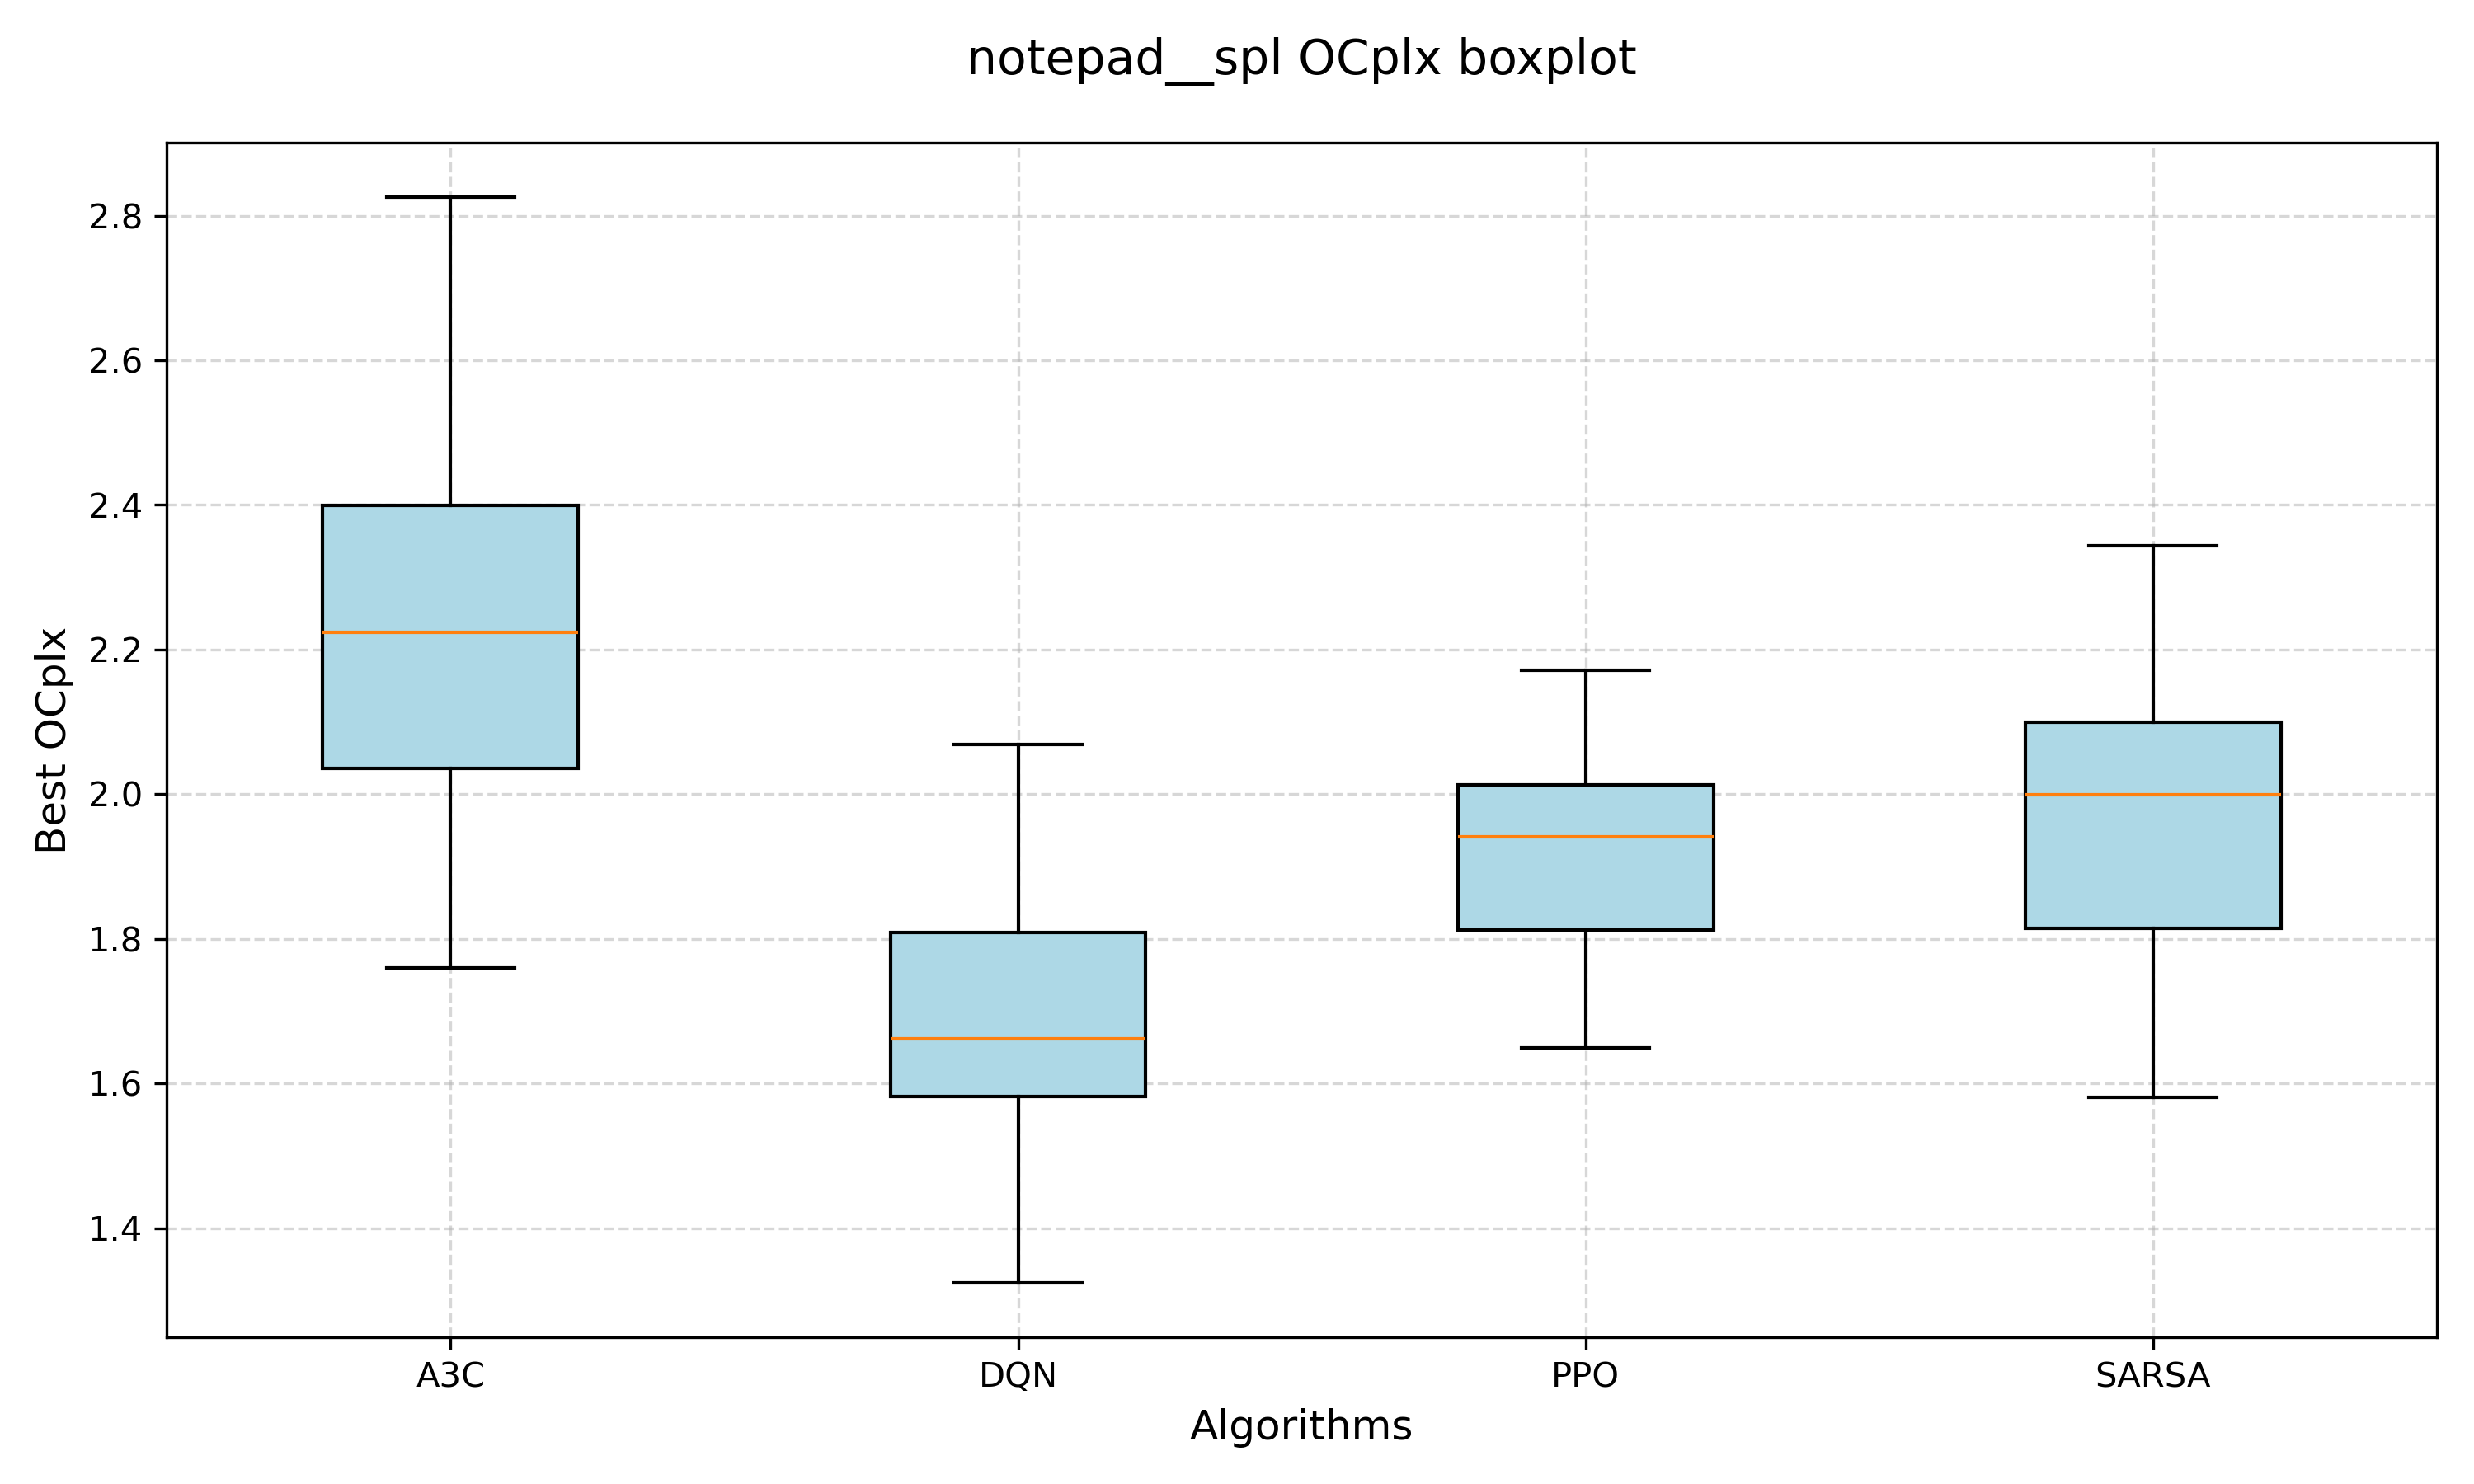 notepad__spl OCplx boxplot
Best OCplx
2.8
2.6
2.4
2.2
2.0
1.8
1.6
1.4
A3C DQN PPO SARSA
Algorithms